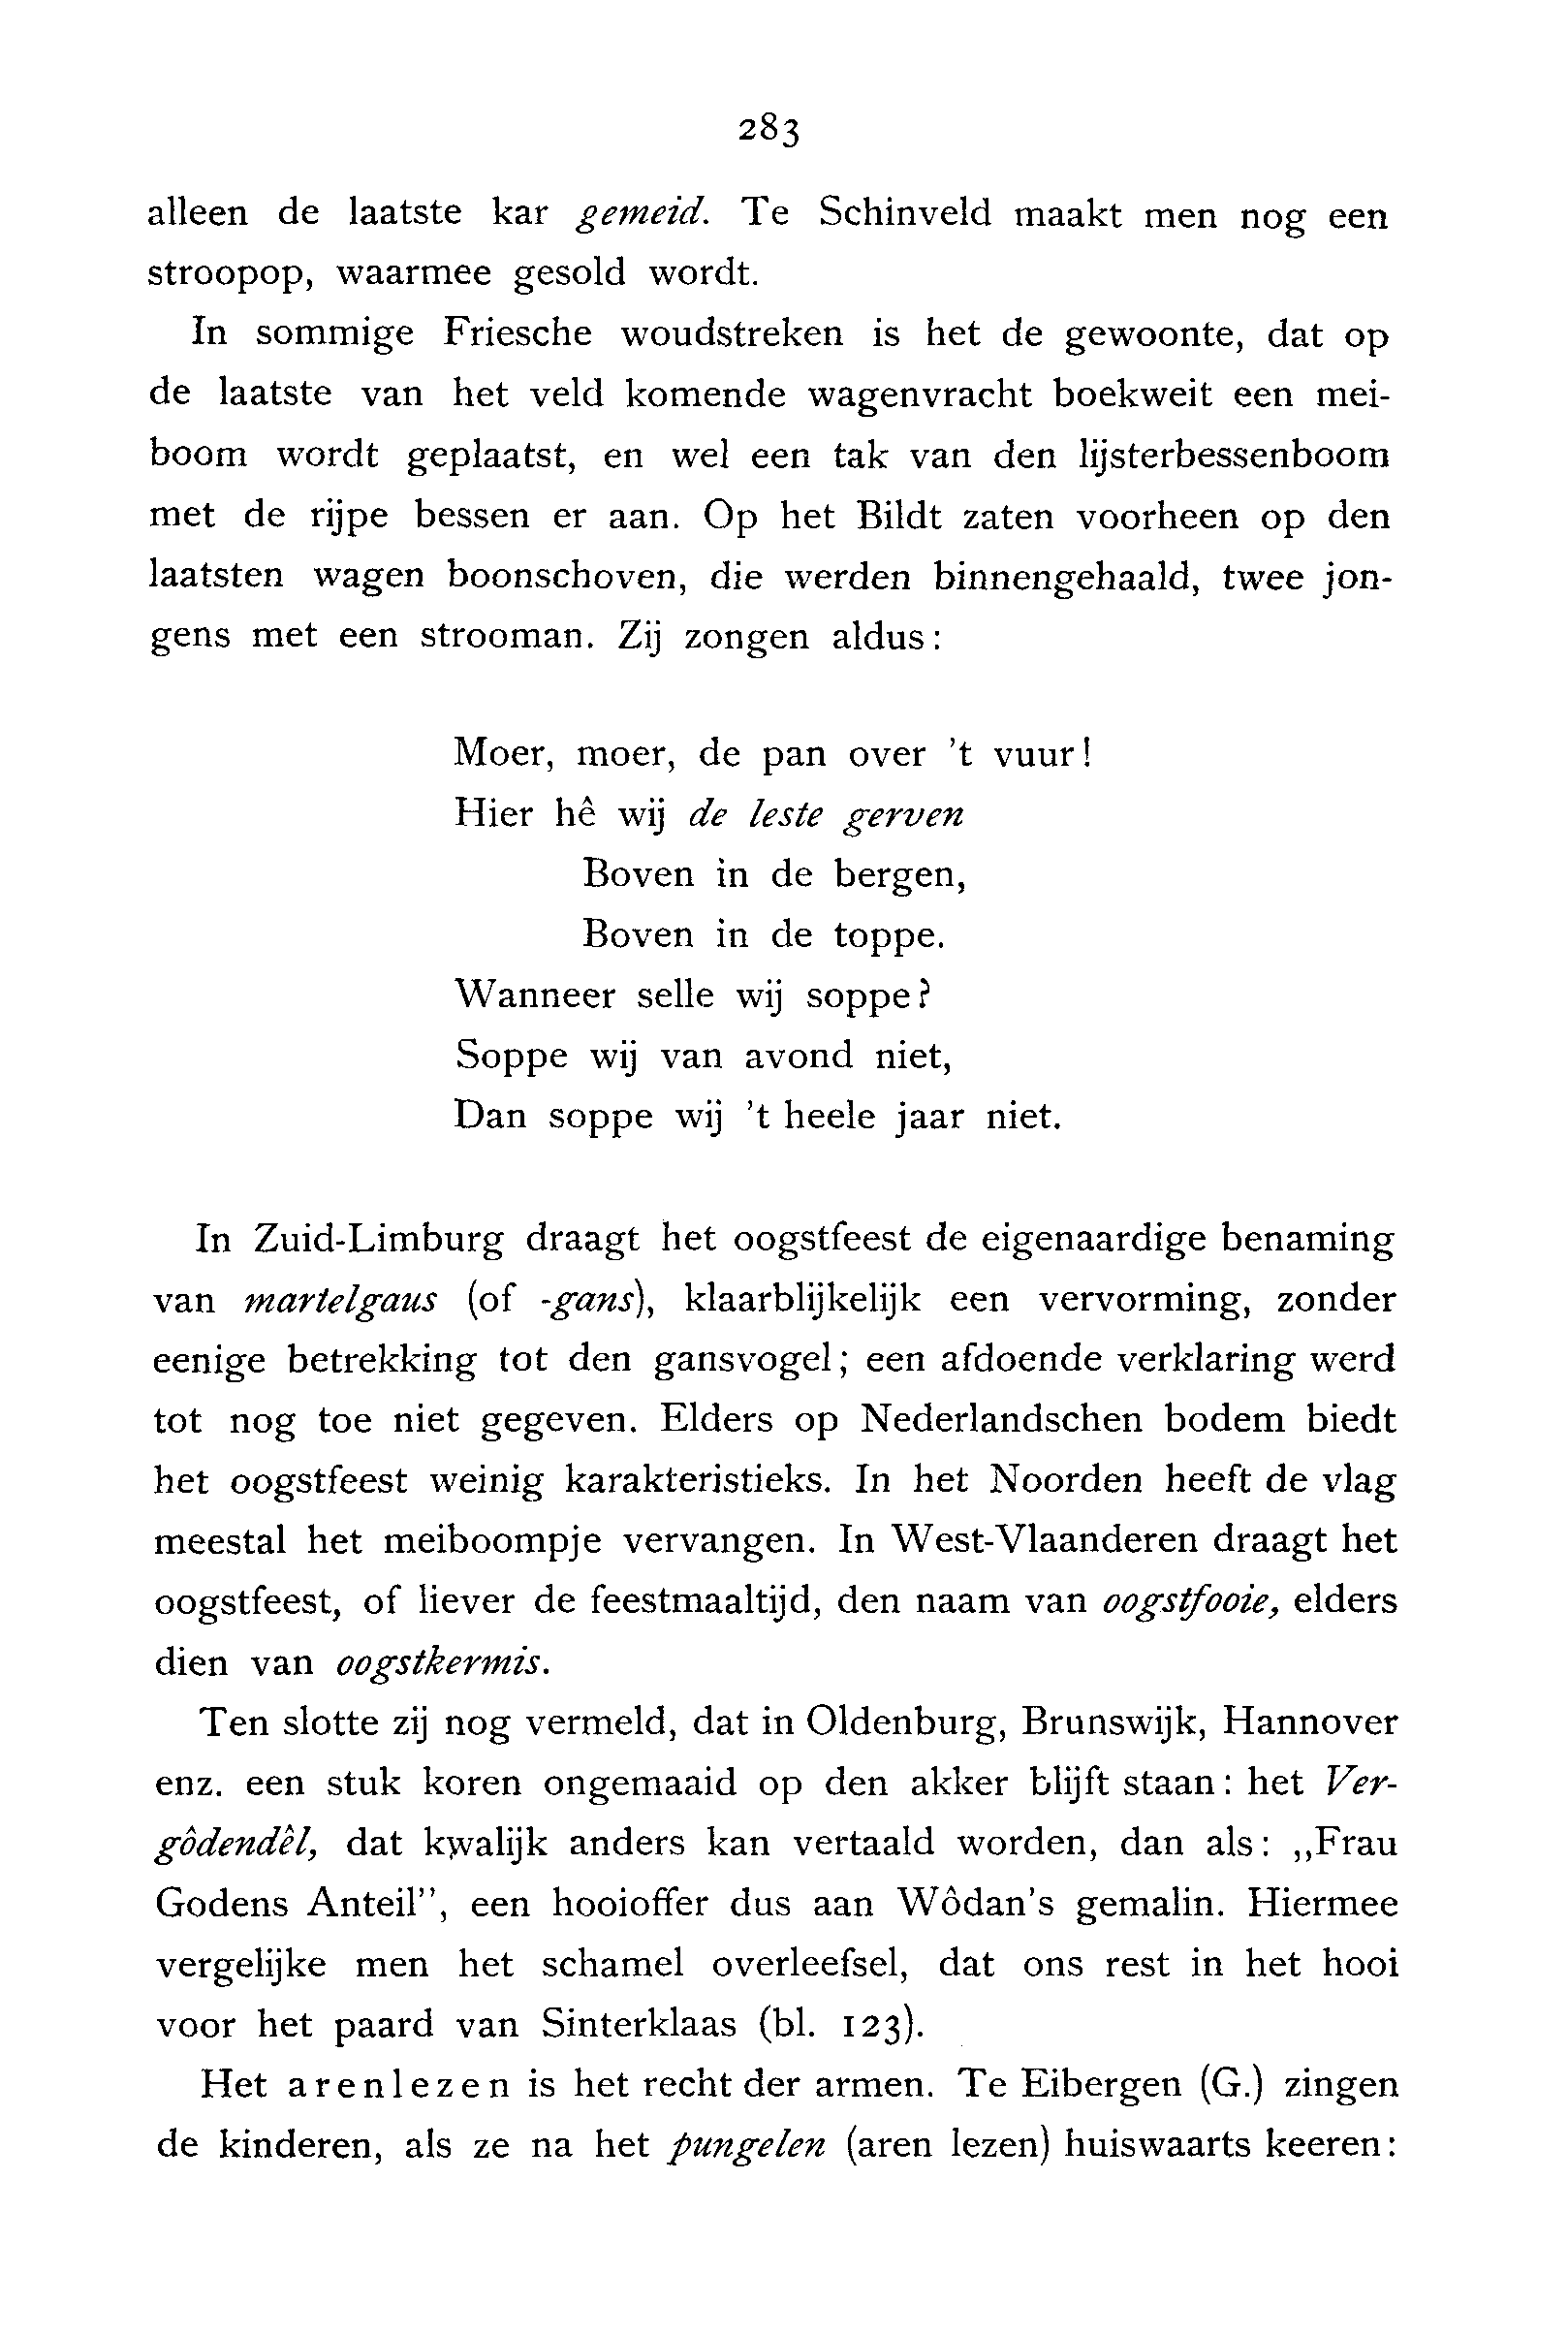 283
alleen de laatste kar gemeid. Te Schinveld maakt men nog een
stroopop, waarmee gesold wordt.
In sommige Friesche woudstreken is het de gewoonte, dat op
de laatste van het veld komende wagenvracht boekweit een mei-
boom wordt geplaatst, en wel een tak van den lijsterbessenboom
met de rijpe bessen er aan. Op het Bildt zaten voorheen op den
laatsten wagen boonschoven, die werden binnengehaald, twee jon-
gens met een strooman. Zij zongen aldus:
Moer, moer, de pan over 't vuur!
Hier hê wij de leste gerven
Boven in de bergen,
Boven in de toppe.
Wanneer selle wij soppe?
Soppe wij van avond niet,
Dan soppe wij 't heele jaar niet.
In Zuid-Limburg draagt het oogstfeest de eigenaardige benaming
van martelgaus (of -gans), klaarblijkelijk een vervorming, zonder
eenige betrekking tot den gansvogel; een afdoende verklaring werd
tot nog toe niet gegeven. Elders op Nederlandschen bodem biedt
het oogstfeest weinig karakteristieks. In het Noorden heeft de vlag
meestal het meiboompje vervangen. In West-Vlaanderen draagt het
oogstfeest, of liever de feestmaaltijd, den naam van oogstfooie, elders
dien van oogstkermis.
Ten slotte zij nog vermeld, dat in Oldenburg, Brunswijk, Hannover
enz. een stuk koren ongemaaid op den akker blijft staan: het Ver-
gôdendêl, dat kwalijk anders kan vertaald worden, dan als: ,,Frau
Godens Anteil'', een hooioffer dus aan Wôdan's gemalin. Hiermee
vergelijke men het schamel overleefsel, dat ons rest in het hooi
voor het paard van Sinterklaas (bl. 123).
Het arenlezen is het recht der armen. Te Eibergen (G.) zingen
de kinderen, als ze na het pungelen (aren lezen) huiswaarts keeren: